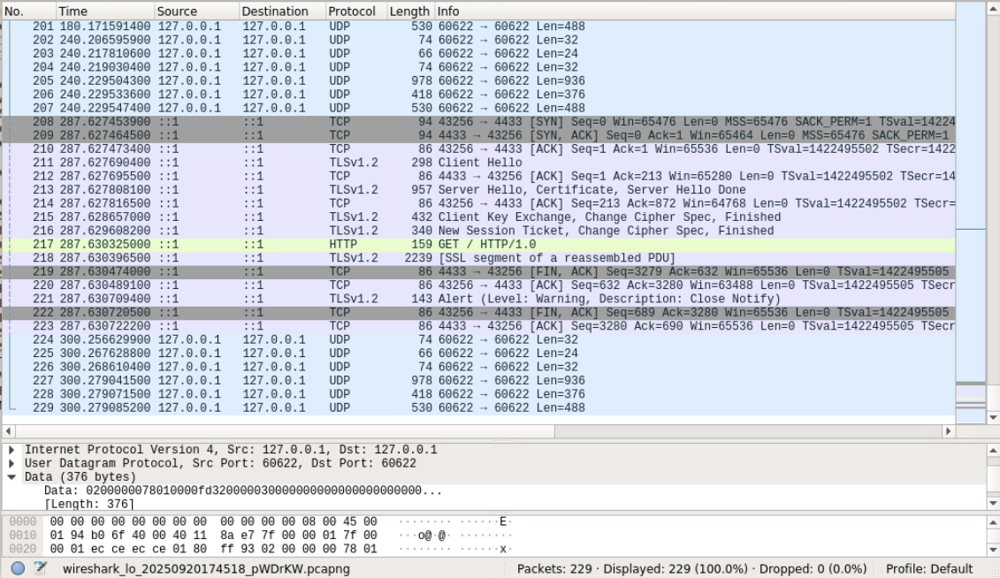 No. Time Source Destination Protocol Length Info
201 180.171591400 127.0.0.1 127.0.0.1 UDP 530 60622 → 60622 Len=488
202 240.206595900 127.0.0.1 127.0.0.1 UDP 74 60622 → 60622 Len=32
203 240.217810600 127.0.0.1 127.0.0.1 UDP 66 60622 → 60622 Len=24
204 240.219030400 127.0.0.1 127.0.0.1 UDP 74 60622 → 60622 Len=32
205 240.229504300 127.0.0.1 127.0.0.1 UDP 978 60622 → 60622 Len=936
206 240.229533600 127.0.0.1 127.0.0.1 UDP 418 60622 → 60622 Len=376
207 240.229547400 127.0.0.1 127.0.0.1 UDP 530 60622 → 60622 Len=488
208 287.627453900 ::1 ::1 TCP 94 43256 → 4433 [SYN] Seq=0 Win=65476 Len=0 MSS=65476 SACK_PERM=1 TSval=14224
209 287.627464500 ::1 ::1 TCP 94 4433 → 43256 [SYN, ACK] Seq=0 Ack=1 Win=65464 Len=0 MSS=65476 SACK_PERM=1
210 287.627473400 ::1 ::1 TCP 86 43256 → 4433 [ACK] Seq=1 Ack=1 Win=65536 Len=0 TSval=1422495502 TSecr=1422
211 287.627690400 ::1 ::1 TLSv1.2 298 Client Hello
212 287.627695500 ::1 ::1 TCP 86 4433 → 43256 [ACK] Seq=1 Ack=213 Win=65280 Len=0 TSval=1422495502 TSecr=14
213 287.627808100 ::1 ::1 TLSv1.2 957 Server Hello, Certificate, Server Hello Done
214 287.627816500 ::1 ::1 TCP 86 43256 → 4433 [ACK] Seq=213 Ack=872 Win=64768 Len=0 TSval=1422495502 TSecr=
215 287.628657000 ::1 ::1 TLSv1.2 432 Client Key Exchange, Change Cipher Spec, Finished
216 287.629608200 ::1 ::1 TLSv1.2 340 New Session Ticket, Change Cipher Spec, Finished
217 287.630325000 ::1 ::1 HTTP 159 GET / HTTP/1.0
218 287.630396500 ::1 ::1 TLSv1.2 2239 [SSL segment of a reassembled PDU]
219 287.630474000 ::1 ::1 TCP 86 4433 → 43256 [FIN, ACK] Seq=3279 Ack=632 Win=65536 Len=0 TSval=1422495505
220 287.630489100 ::1 ::1 TCP 86 43256 → 4433 [ACK] Seq=632 Ack=3280 Win=63488 Len=0 TSval=1422495505 TSecr
221 287.630709400 ::1 ::1 TLSv1.2 143 Alert (Level: Warning, Description: Close Notify)
222 287.630720500 ::1 ::1 TCP 86 43256 → 4433 [FIN, ACK] Seq=689 Ack=3280 Win=65536 Len=0 TSval=1422495505
223 287.630722200 ::1 ::1 TCP 86 4433 → 43256 [ACK] Seq=3280 Ack=690 Win=65536 Len=0 TSval=1422495505 TSecr
224 300.256629900 127.0.0.1 127.0.0.1 UDP 74 60622 → 60622 Len=32
225 300.267628800 127.0.0.1 127.0.0.1 UDP 66 60622 → 60622 Len=24
226 300.268610400 127.0.0.1 127.0.0.1 UDP 74 60622 → 60622 Len=32
227 300.279041500 127.0.0.1 127.0.0.1 UDP 978 60622 → 60622 Len=936
228 300.279071500 127.0.0.1 127.0.0.1 UDP 418 60622 → 60622 Len=376
229 300.279085200 127.0.0.1 127.0.0.1 UDP 530 60622 → 60622 Len=488
Internet Protocol Version 4, Src: 127.0.0.1, Dst: 127.0.0.1
User Datagram Protocol, Src Port: 60622, Dst Port: 60622
Data (376 bytes)
Data: 0200000078010000fd320000030000000000000000000000...
[Length: 376]
0000 00 00 00 00 00 00 00 00 00 00 00 00 08 00 45 00 ········ ······E·
0010 01 94 b0 6f 40 00 40 11 8a e7 7f 00 00 01 7f 00 ···o@·@· ········
0020 00 01 ec ce ec ce 01 80 ff 93 02 00 00 00 78 01 ········ ······x·
wireshark_lo_20250920174518_pWDrKW.pcapng Packets: 229 · Displayed: 229 (100.0%) · Dropped: 0 (0.0%) Profile: Default